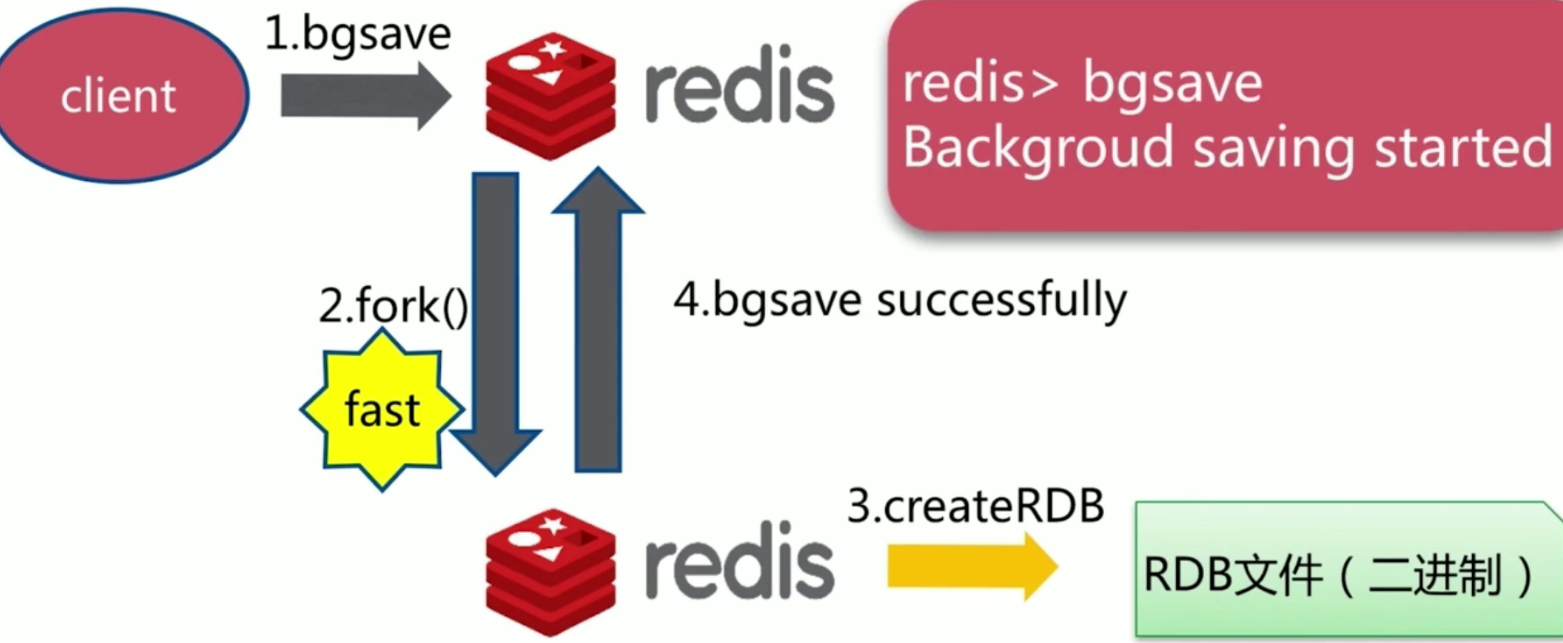 1.bgsave
client
redis
redis> bgsave
Backgroud saving started
2.fork()
fast
4.bgsave successfully
3.createRDB
redis
RDB文件（二进制）